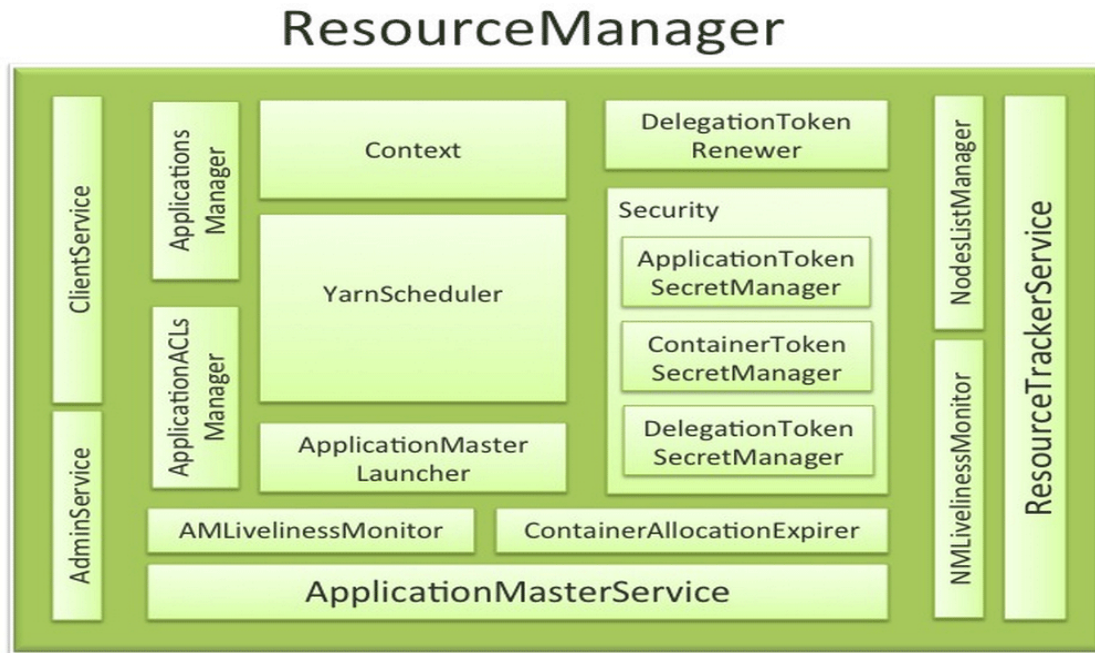 ResourceManager
ClientService
AdminService
Applications
Manager
ApplicationACLs
Manager
Context
YarnScheduler
ApplicationMaster
Launcher
DelegationToken
Renewer
Security
ApplicationToken
SecretManager
ContainerToken
SecretManager
DelegationToken
SecretManager
AMLivelinessMonitor
ContainerAllocationExpirer
ApplicationMasterService
NodesListManager
NMLivelinessMonitor
ResourceTrackerService